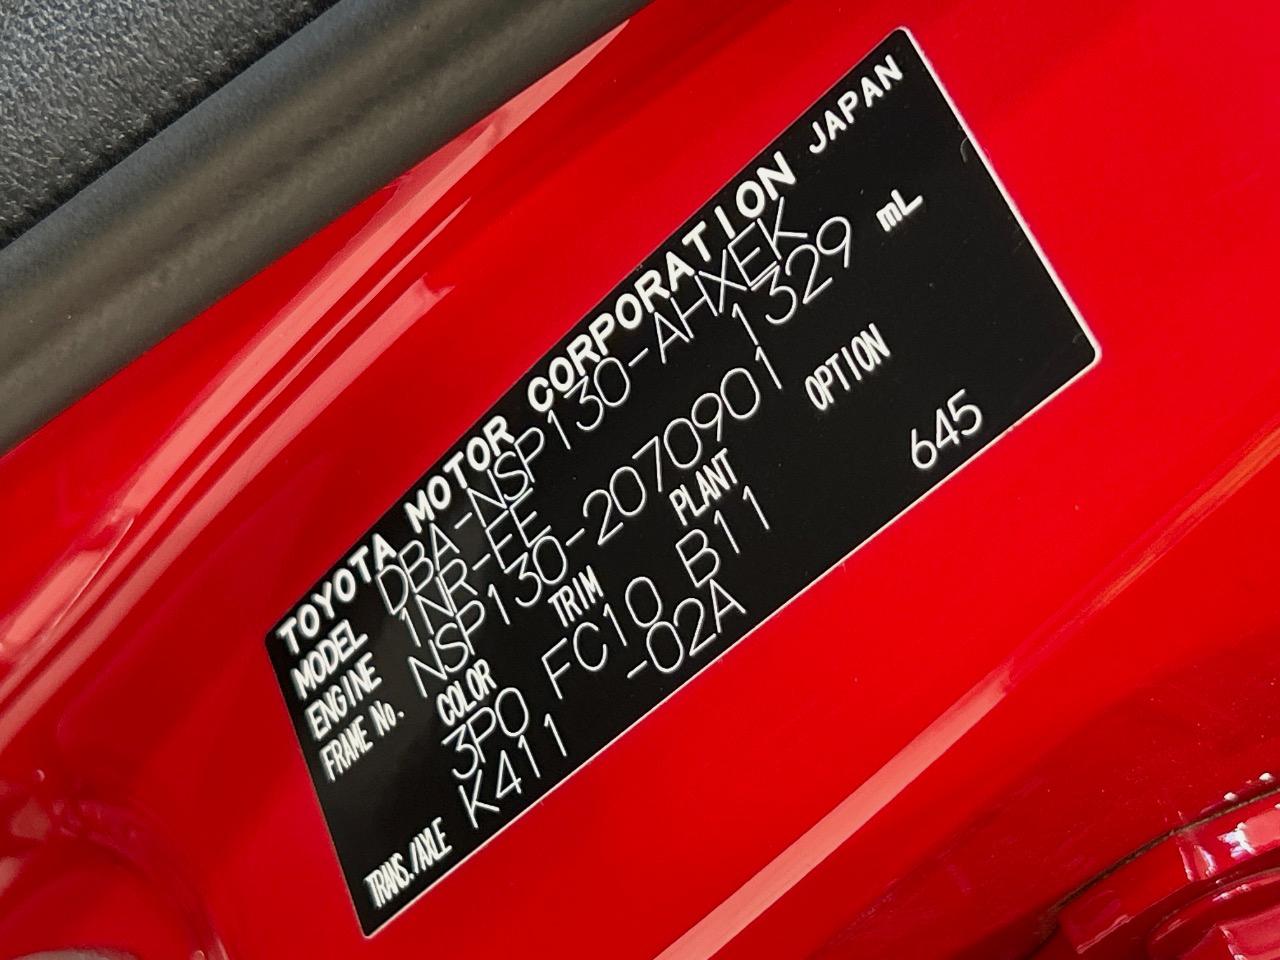 TOYOTA MOTOR CORPORATION JAPAN
MODEL DBA-NSP130-AHXEK
ENGINE 1NR-FE 1329 mL
FRAME No. NSP130-2070901
COLOR TRIM PLANT OPTION
3P0 FC10 B11 645
TRANS./AXLE K411 -02A